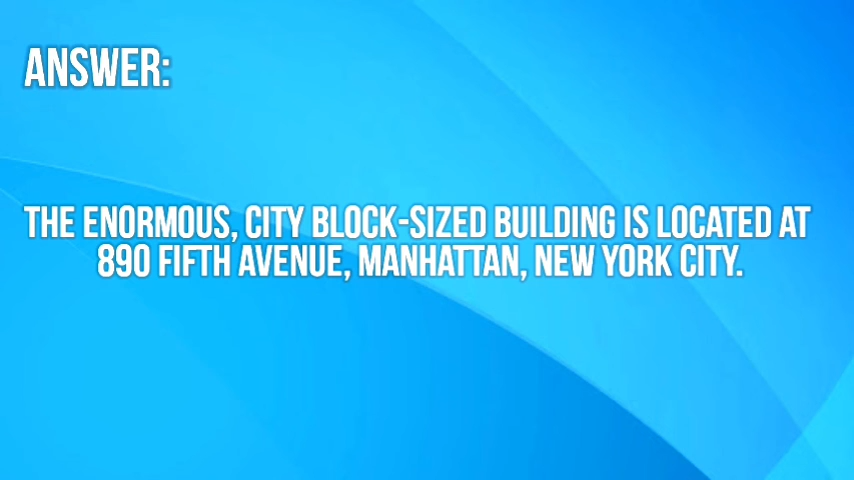 ANSWER:
THE ENORMOUS, CITY BLOCK-SIZED BUILDING IS LOCATED AT
890 FIFTH AVENUE, MANHATTAN, NEW YORK CITY.